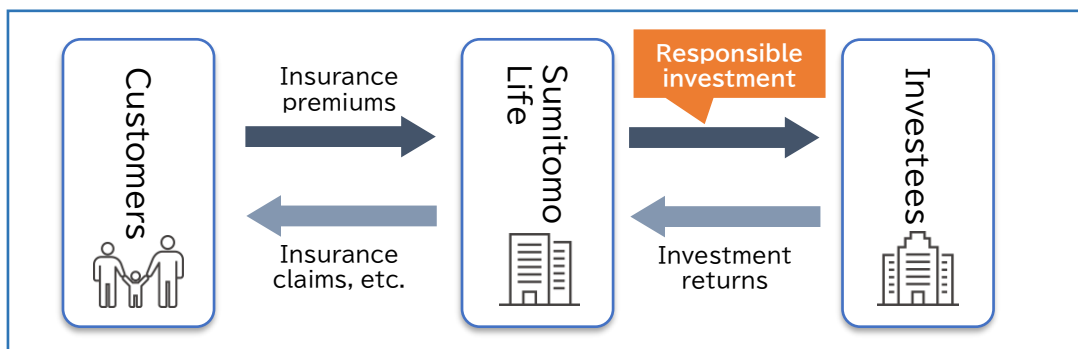 Customers
Insurance
premiums
Insurance
claims, etc.
Sumitomo
Life
Responsible
investment
Investment
returns
Investees